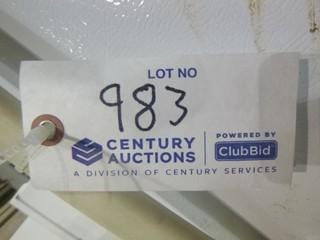 LOT NO
983
CENTURY AUCTIONS
POWERED BY
ClubBid
A DIVISION OF CENTURY SERVICES